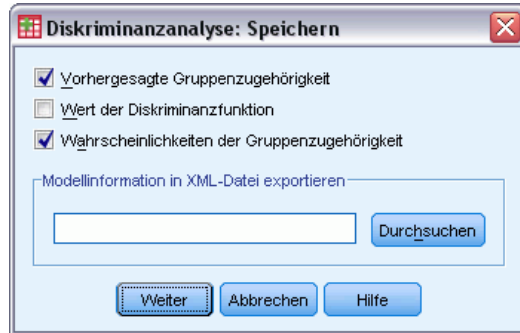 Diskriminanzanalyse: Speichern
Vorhergesagte Gruppenzugehörigkeit
Wert der Diskriminanzfunktion
Wahrscheinlichkeiten der Gruppenzugehörigkeit
Modellinformation in XML-Datei exportieren
Durchsuchen
Weiter Abbrechen Hilfe